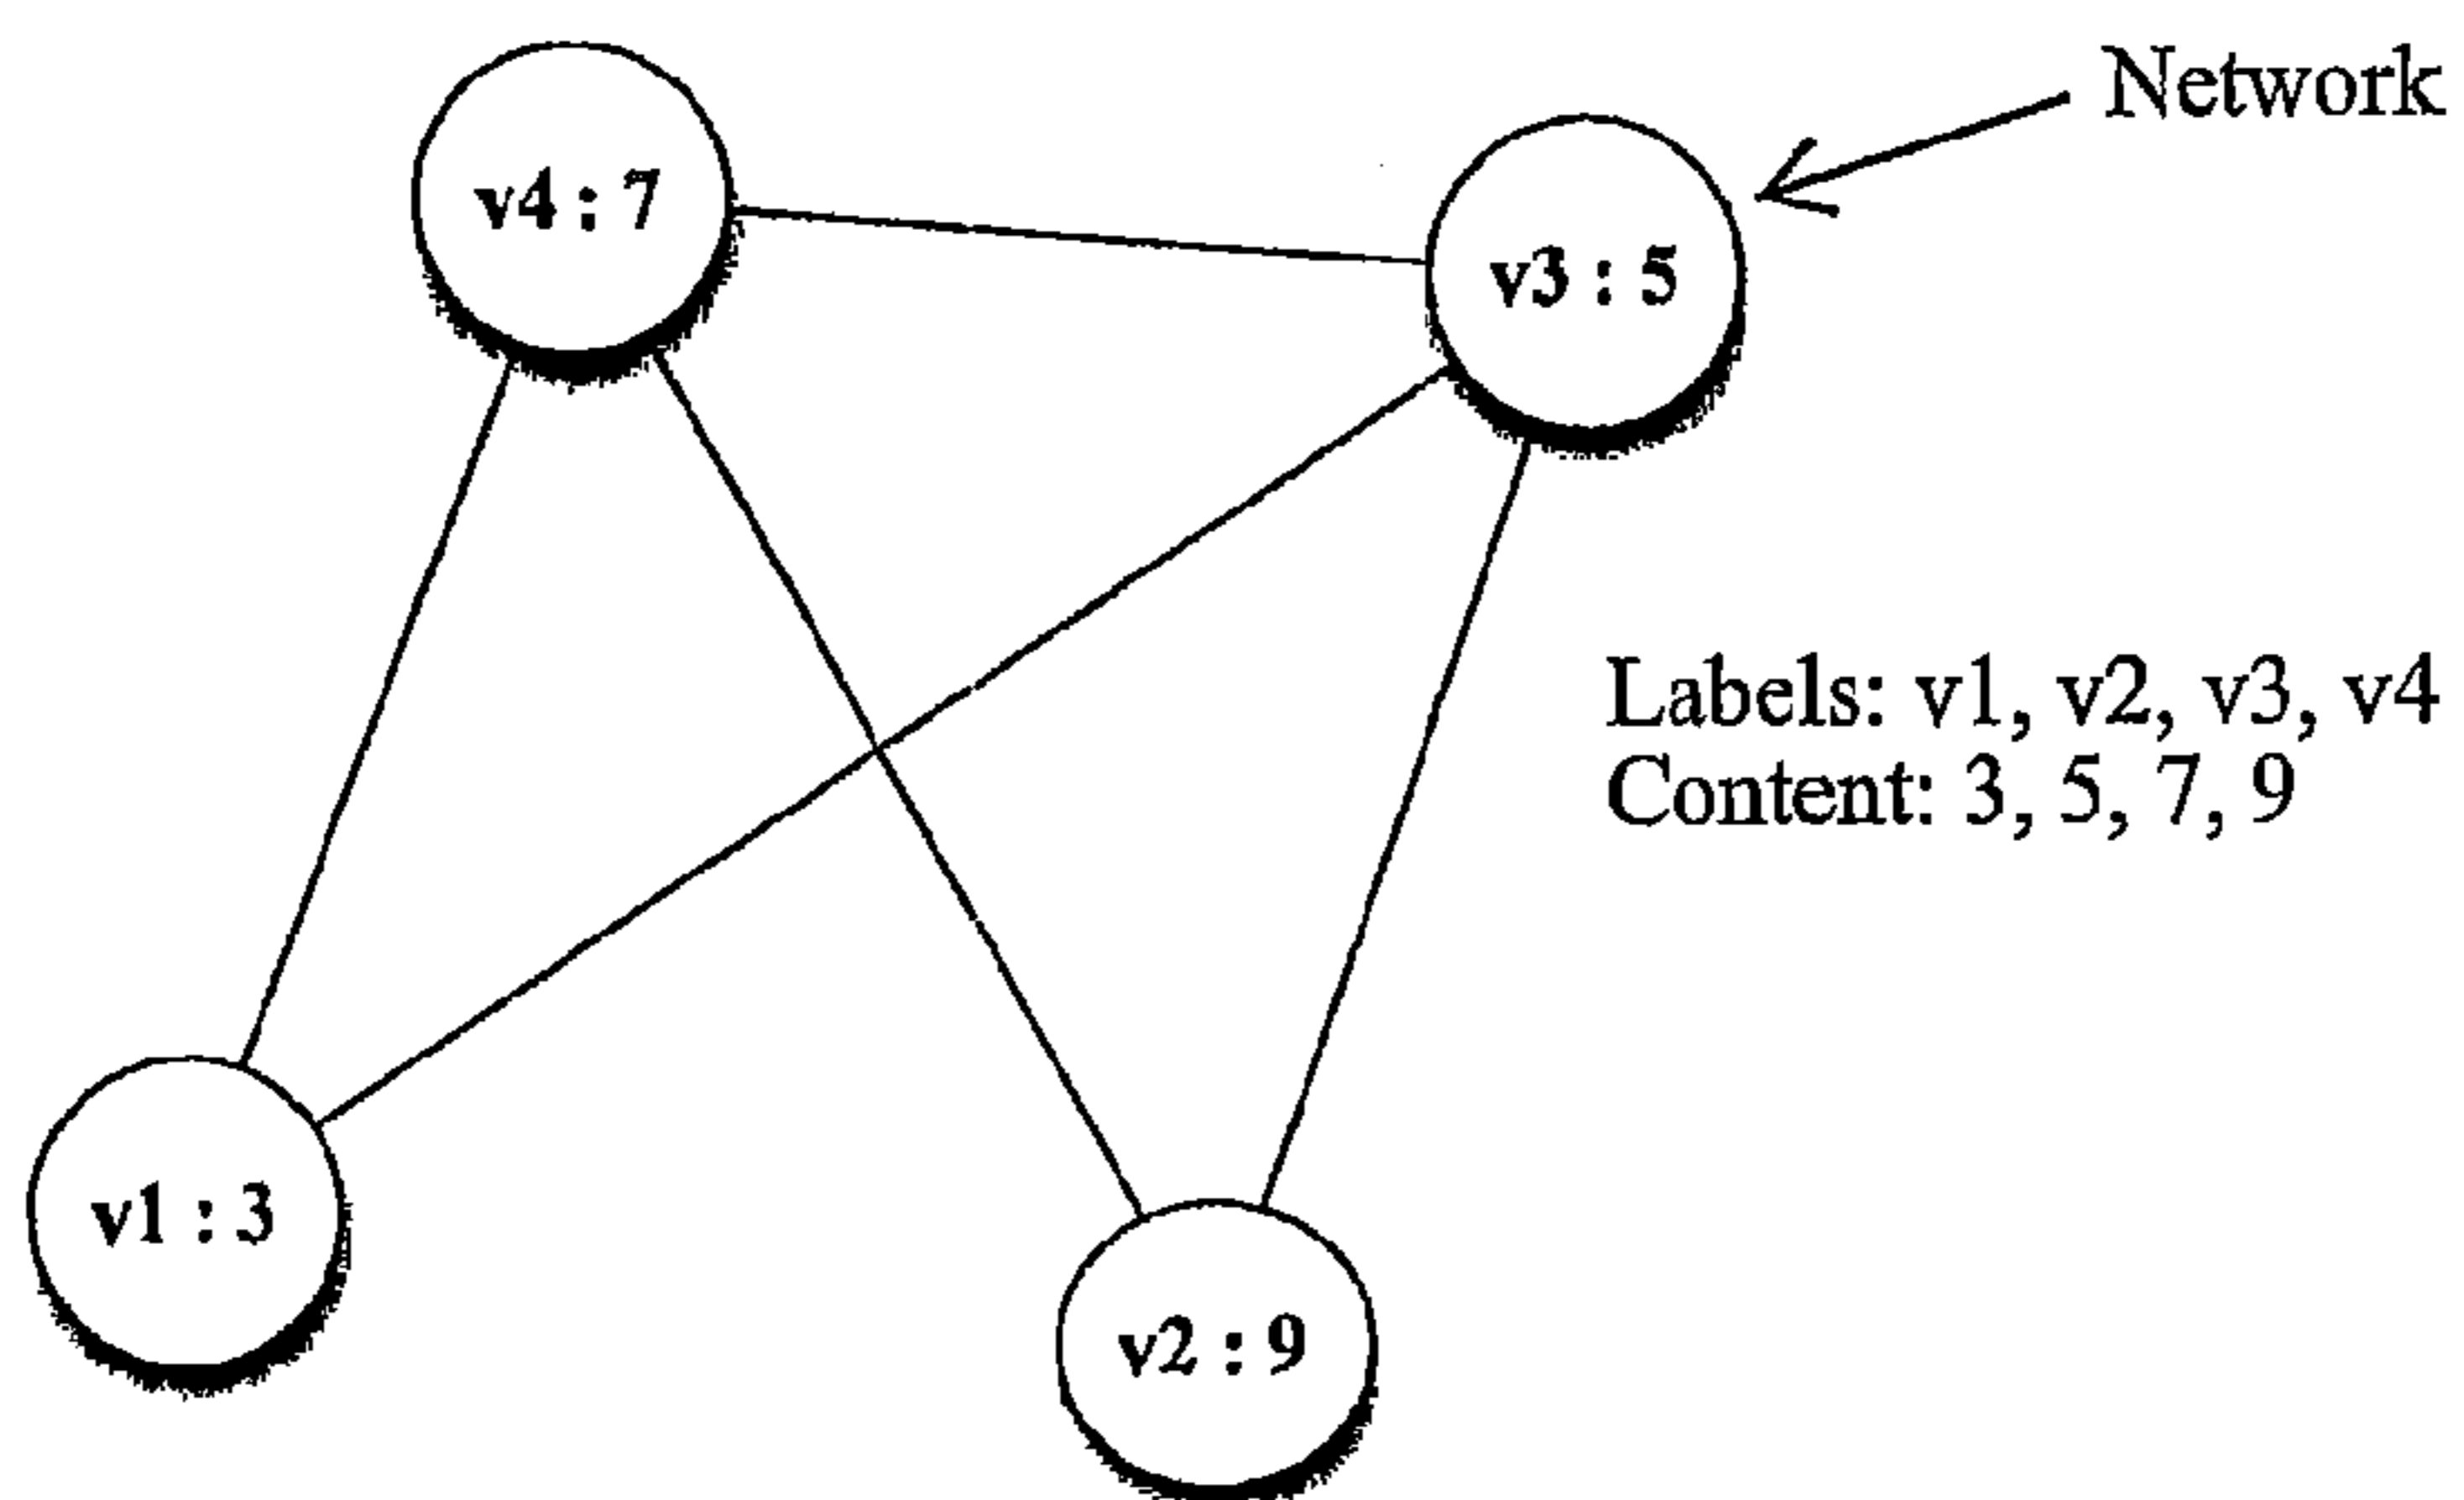 Network
v4 : 7
v3 : 5
Labels: v1, v2, v3, v4
Content: 3, 5, 7, 9
v1 : 3
v2 : 9